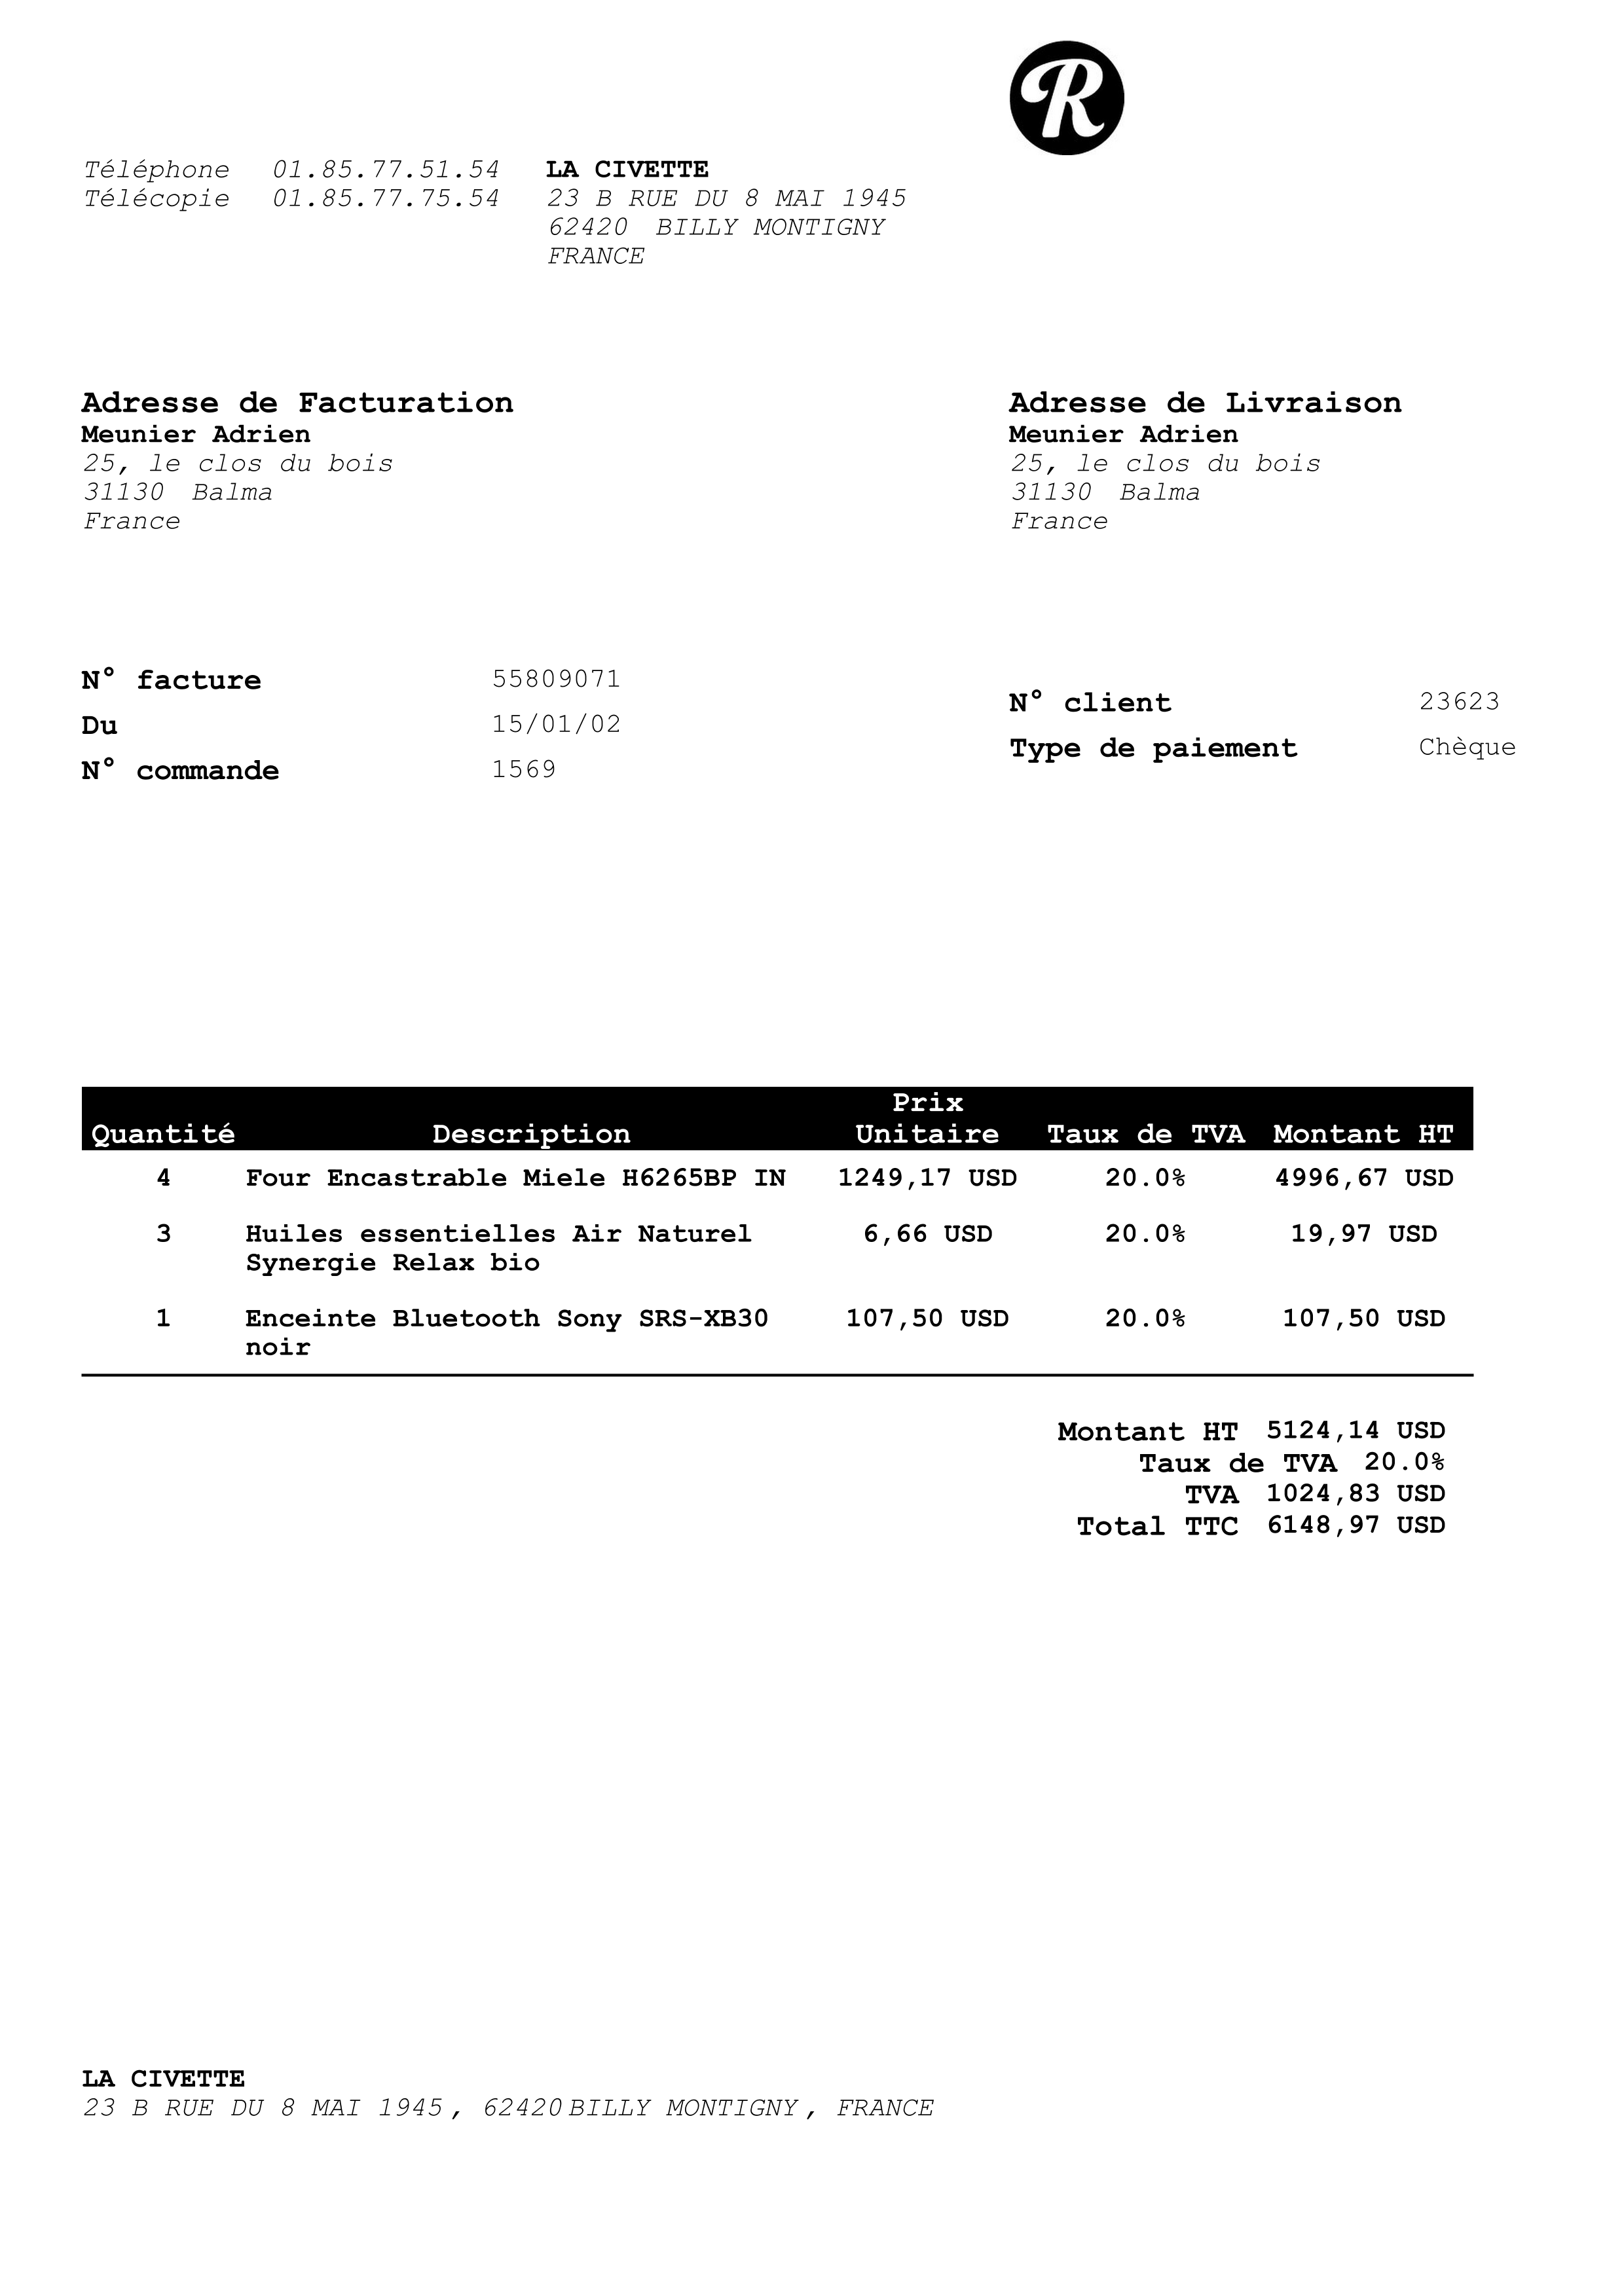 R
Téléphone 01.85.77.51.54
Télécopie 01.85.77.75.54
LA CIVETTE
23 B RUE DU 8 MAI 1945
62420 BILLY MONTIGNY
FRANCE
Adresse de Facturation
Meunier Adrien
25, le clos du bois
31130 Balma
France
Adresse de Livraison
Meunier Adrien
25, le clos du bois
31130 Balma
France
N° facture 55809071
Du 15/01/02
N° commande 1569
N° client 23623
Type de paiement Chèque
Quantité Description Prix Unitaire Taux de TVA Montant HT
4 Four Encastrable Miele H6265BP IN 1249,17 USD 20.0% 4996,67 USD
3 Huiles essentielles Air Naturel 6,66 USD 20.0% 19,97 USD
Synergie Relax bio
1 Enceinte Bluetooth Sony SRS-XB30 107,50 USD 20.0% 107,50 USD
noir
Montant HT 5124,14 USD
Taux de TVA 20.0%
TVA 1024,83 USD
Total TTC 6148,97 USD
LA CIVETTE
23 B RUE DU 8 MAI 1945, 62420 BILLY MONTIGNY, FRANCE